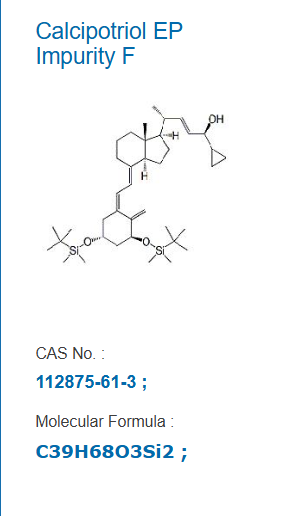 Calcipotriol EP
Impurity F
OH
H
H
O
O
Si
Si
CAS No. :
112875-61-3 ;
Molecular Formula :
C39H68O3Si2 ;